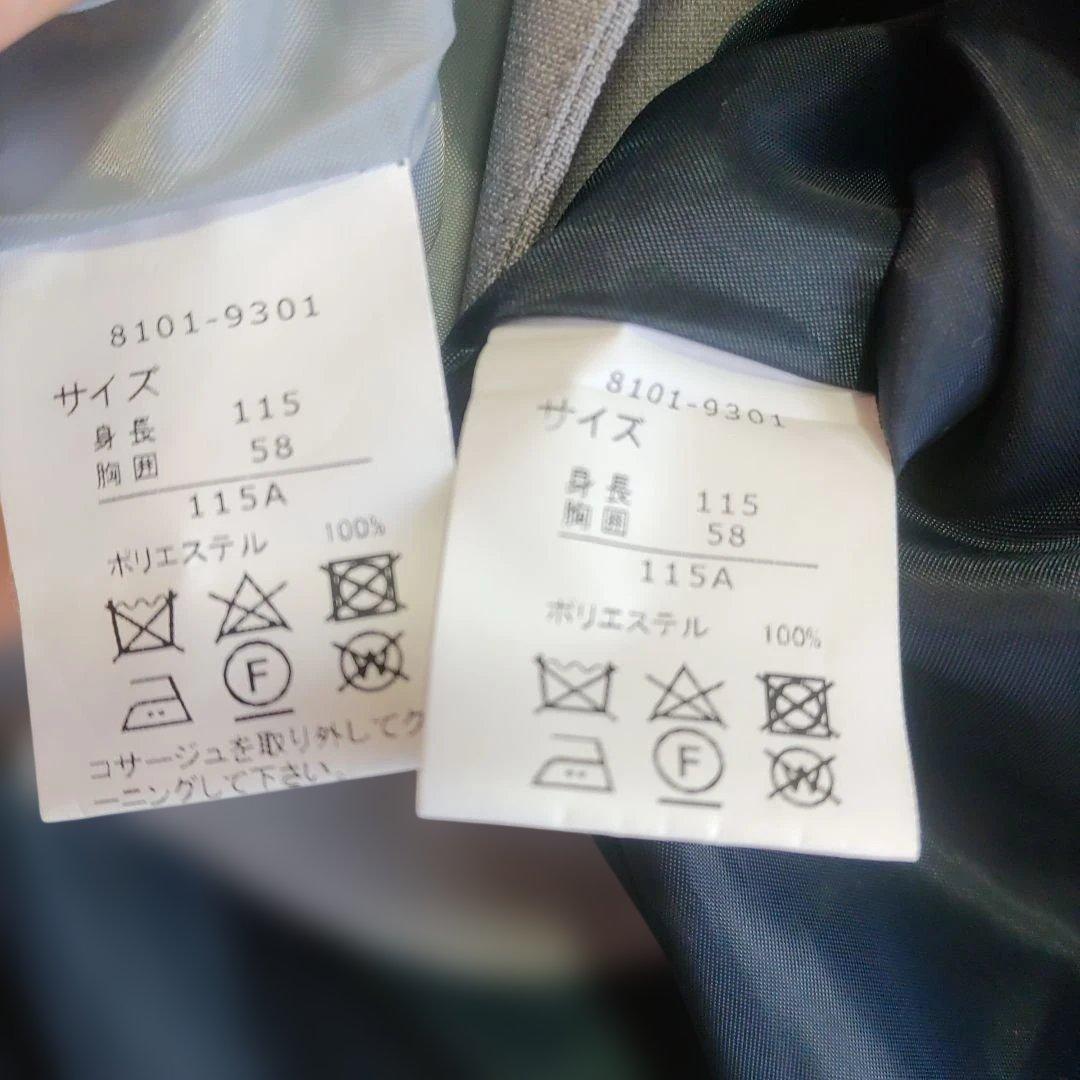 8101-9301
サイズ
身長 115
胸囲 58
115A
ポリエステル 100%
F
W
コサージュを取り外してク
ーニングして下さい。
8101-9301
サイズ
身長 115
胸囲 58
115A
ポリエステル 100%
F
W